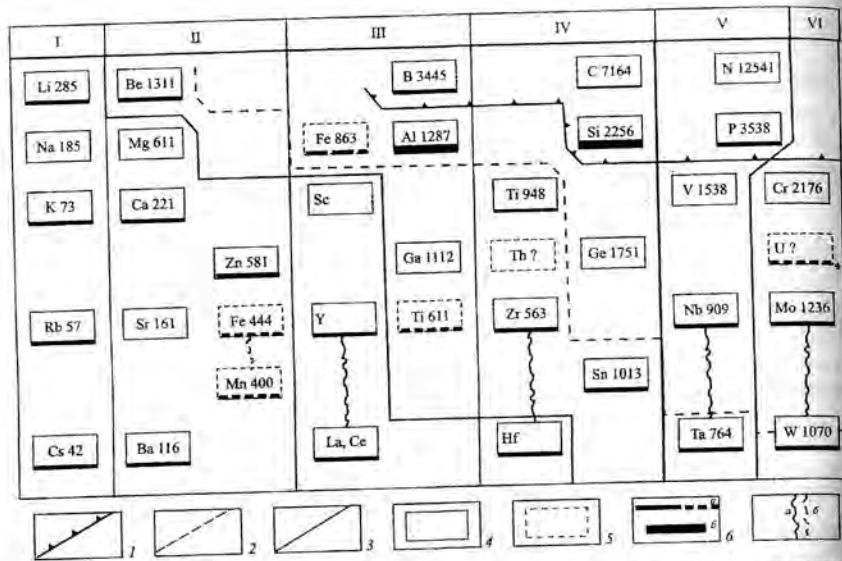 I II III IV V VI
B 3445 C 7164 N 12541
Li 285 Be 1311
Fe 863 Al 1287 Si 2256 P 3538
Na 185 Mg 611
K 73 Ca 221 Sc Ti 948 V 1538 Cr 2176
Zn 581 Ga 1112 Th ? Ge 1751 U ?
Rb 57 Sr 161 Fe 444 Y Ti 611 Zr 563 Nb 909 Mo 1236
Mn 400 Sn 1013
Cs 42 Ba 116 La, Ce Hf Ta 764 W 1070
а
б
а б
1 2 3 4 5 6